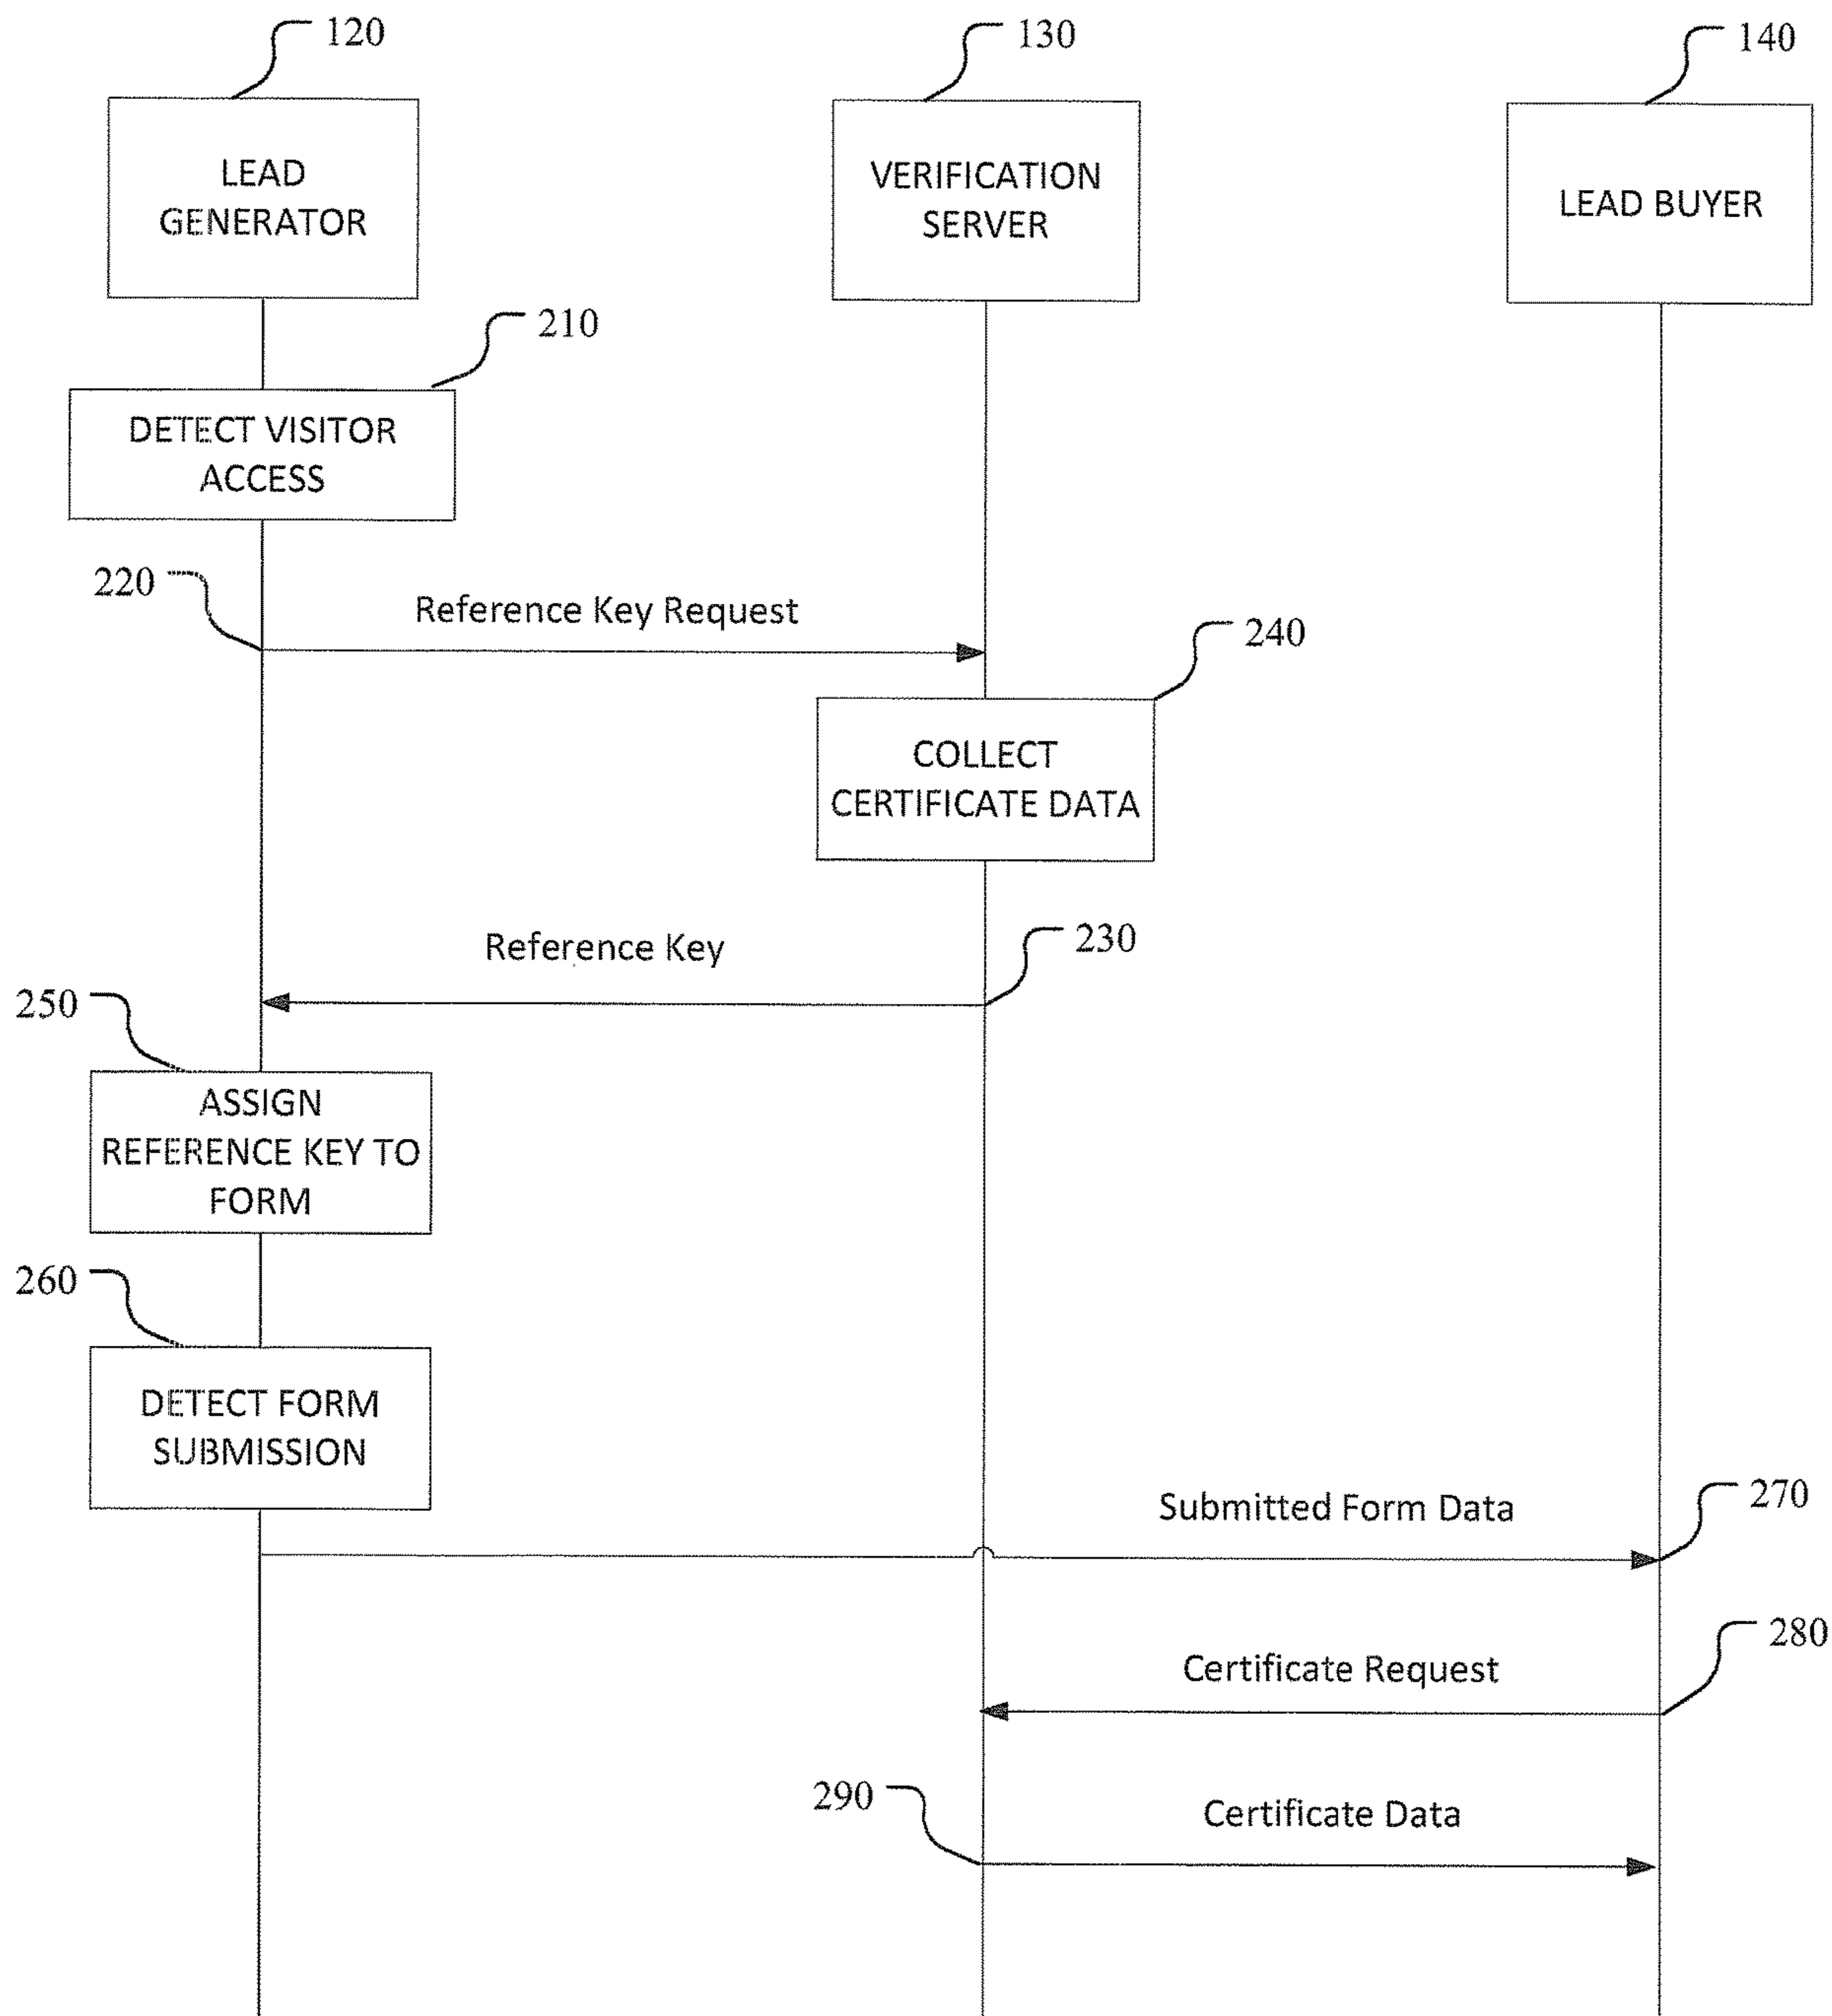 120
130
140
LEAD
GENERATOR
VERIFICATION
SERVER
LEAD BUYER
210
DETECT VISITOR
ACCESS
220
Reference Key Request
240
COLLECT
CERTIFICATE DATA
230
Reference Key
250
ASSIGN
REFERENCE KEY TO
FORM
260
DETECT FORM
SUBMISSION
270
Submitted Form Data
280
Certificate Request
290
Certificate Data